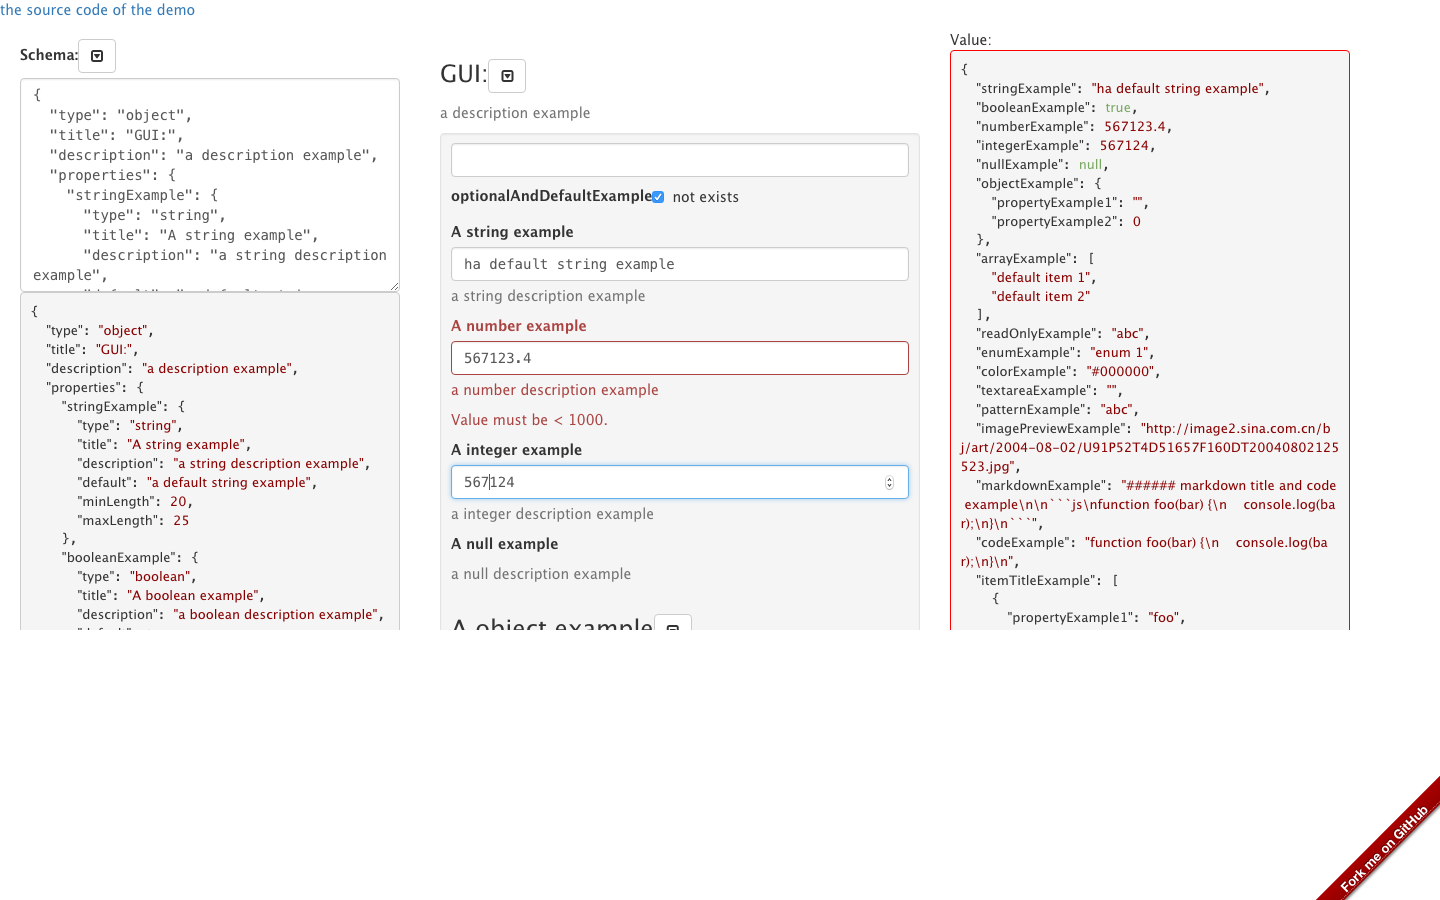 the source code of the demo
Schema:
{
  "type": "object",
  "title": "GUI:",
  "description": "a description example",
  "properties": {
    "stringExample": {
      "type": "string",
      "title": "A string example",
      "description": "a string description
example",
{
  "type": "object",
  "title": "GUI:",
  "description": "a description example",
  "properties": {
    "stringExample": {
      "type": "string",
      "title": "A string example",
      "description": "a string description example",
      "default": "a default string example",
      "minLength": 20,
      "maxLength": 25
    },
    "booleanExample": {
      "type": "boolean",
      "title": "A boolean example",
      "description": "a boolean description example",
GUI:
a description example
optionalAndDefaultExample not exists
A string example
ha default string example
a string description example
A number example
567123.4
a number description example
Value must be < 1000.
A integer example
567124
a integer description example
A null example
a null description example
A object example
Value:
{
  "stringExample": "ha default string example",
  "booleanExample": true,
  "numberExample": 567123.4,
  "integerExample": 567124,
  "nullExample": null,
  "objectExample": {
    "propertyExample1": "",
    "propertyExample2": 0
  },
  "arrayExample": [
    "default item 1",
    "default item 2"
  ],
  "readOnlyExample": "abc",
  "enumExample": "enum 1",
  "colorExample": "#000000",
  "textareaExample": "",
  "patternExample": "abc",
  "imagePreviewExample": "http://image2.sina.com.cn/b
j/art/2004-08-02/U91P52T4D51657F160DT20040802125
523.jpg",
  "markdownExample": "###### markdown title and code
 example\n\n```js\nfunction foo(bar) {\n    console.log(ba
r);\n}\n```",
  "codeExample": "function foo(bar) {\n    console.log(ba
r);\n}\n",
  "itemTitleExample": [
    {
      "propertyExample1": "foo",
Fork me on GitHub